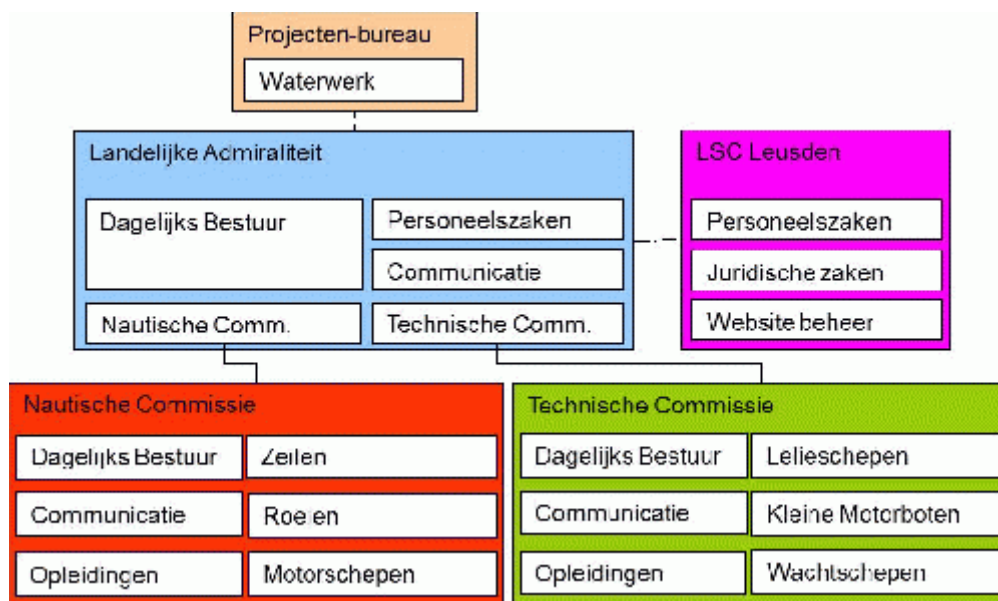 Projecten-bureau
Waterwerk
Landelijke Admiraliteit
Dagelijks Bestuur
Personeelszaken
Communicatie
Nautische Comm.
Technische Comm.
LSC Leusden
Personeelszaken
Juridische zaken
Website beheer
Nautische Commissie
Dagelijks Bestuur
Zeilen
Communicatie
Roeien
Opleidingen
Motorschepen
Technische Commissie
Dagelijks Bestuur
Lelieschepen
Communicatie
Kleine Motorboten
Opleidingen
Wachtschepen